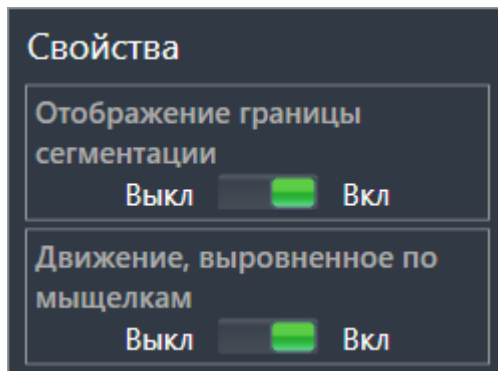 Свойства
Отображение границы
сегментации
Выкл Вкл
Движение, выровненное по
мыщелкам
Выкл Вкл